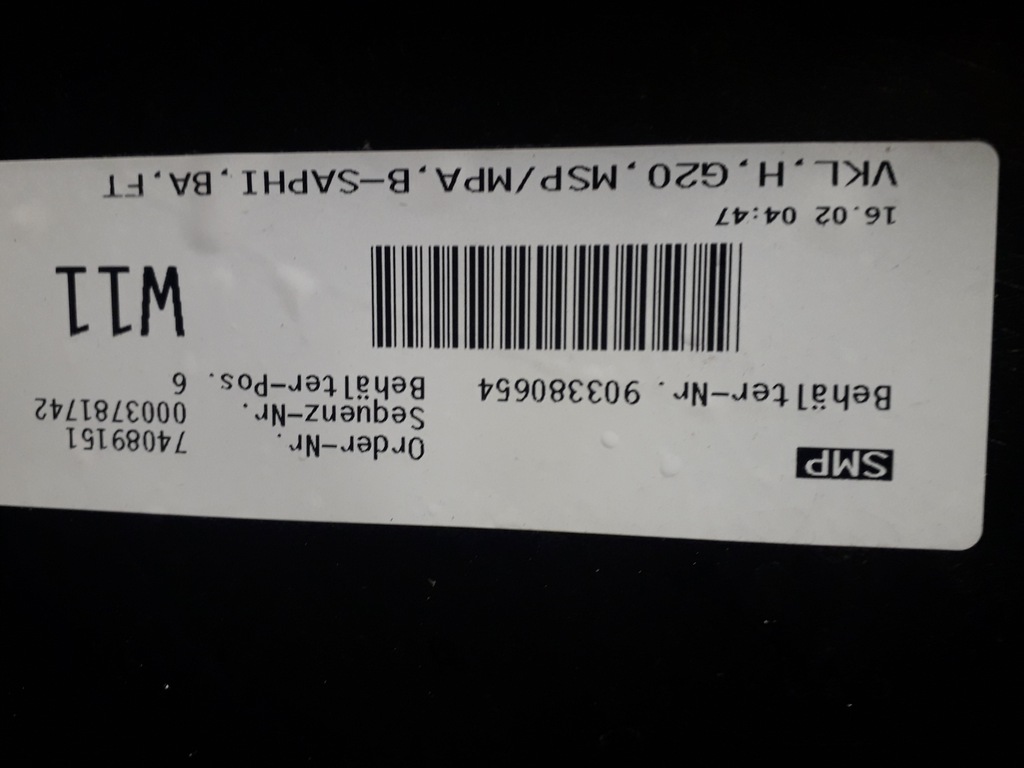 SMP
Order-Nr. 74089151
Sequenz-Nr. 0003781742
Behälter-Nr. 903380654 Behälter-Pos. 6
W11
16.02 04:47
VKL,H,G20,MSP/MPA,B-SAPHI,BA,FT